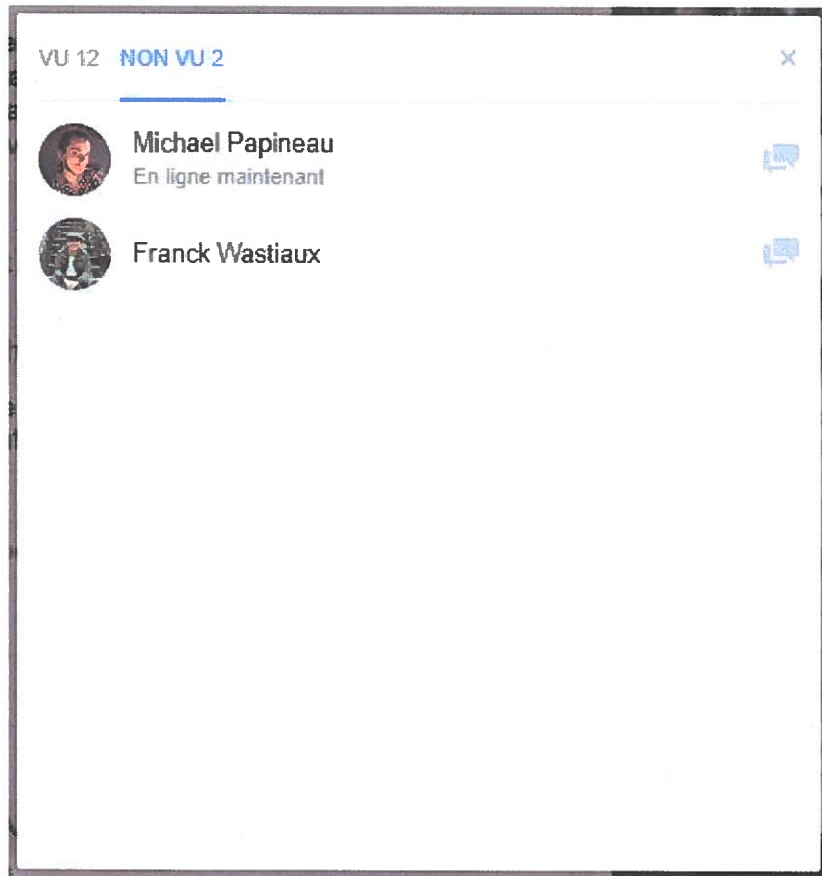 VU 12 NON VU 2
Michael Papineau
En ligne maintenant
Franck Wastiaux